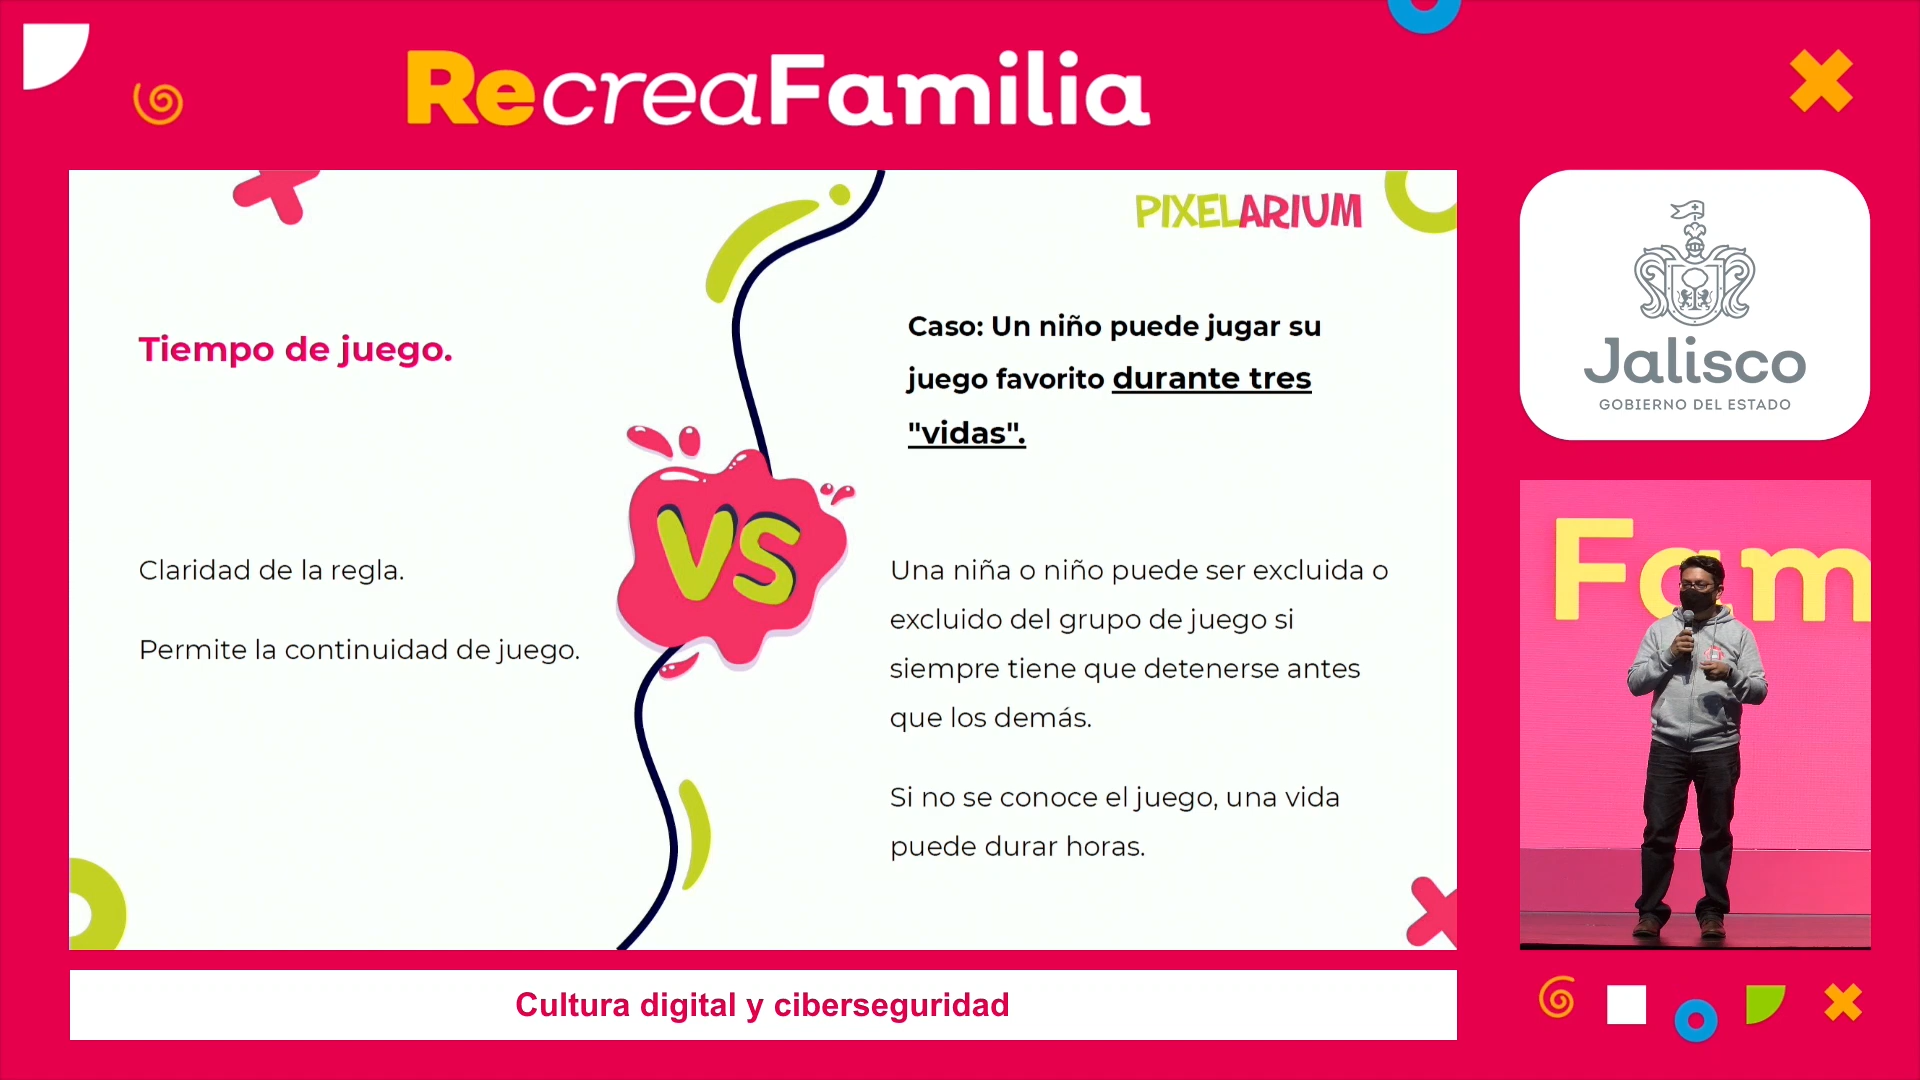 RecreaFamilia
PIXELARIUM
Tiempo de juego.
Caso: Un niño puede jugar su
juego favorito durante tres
"vidas".
VS
Claridad de la regla.
Permite la continuidad de juego.
Una niña o niño puede ser excluida o
excluido del grupo de juego si
siempre tiene que detenerse antes
que los demás.
Si no se conoce el juego, una vida
puede durar horas.
Jalisco
GOBIERNO DEL ESTADO
Fam
Cultura digital y ciberseguridad